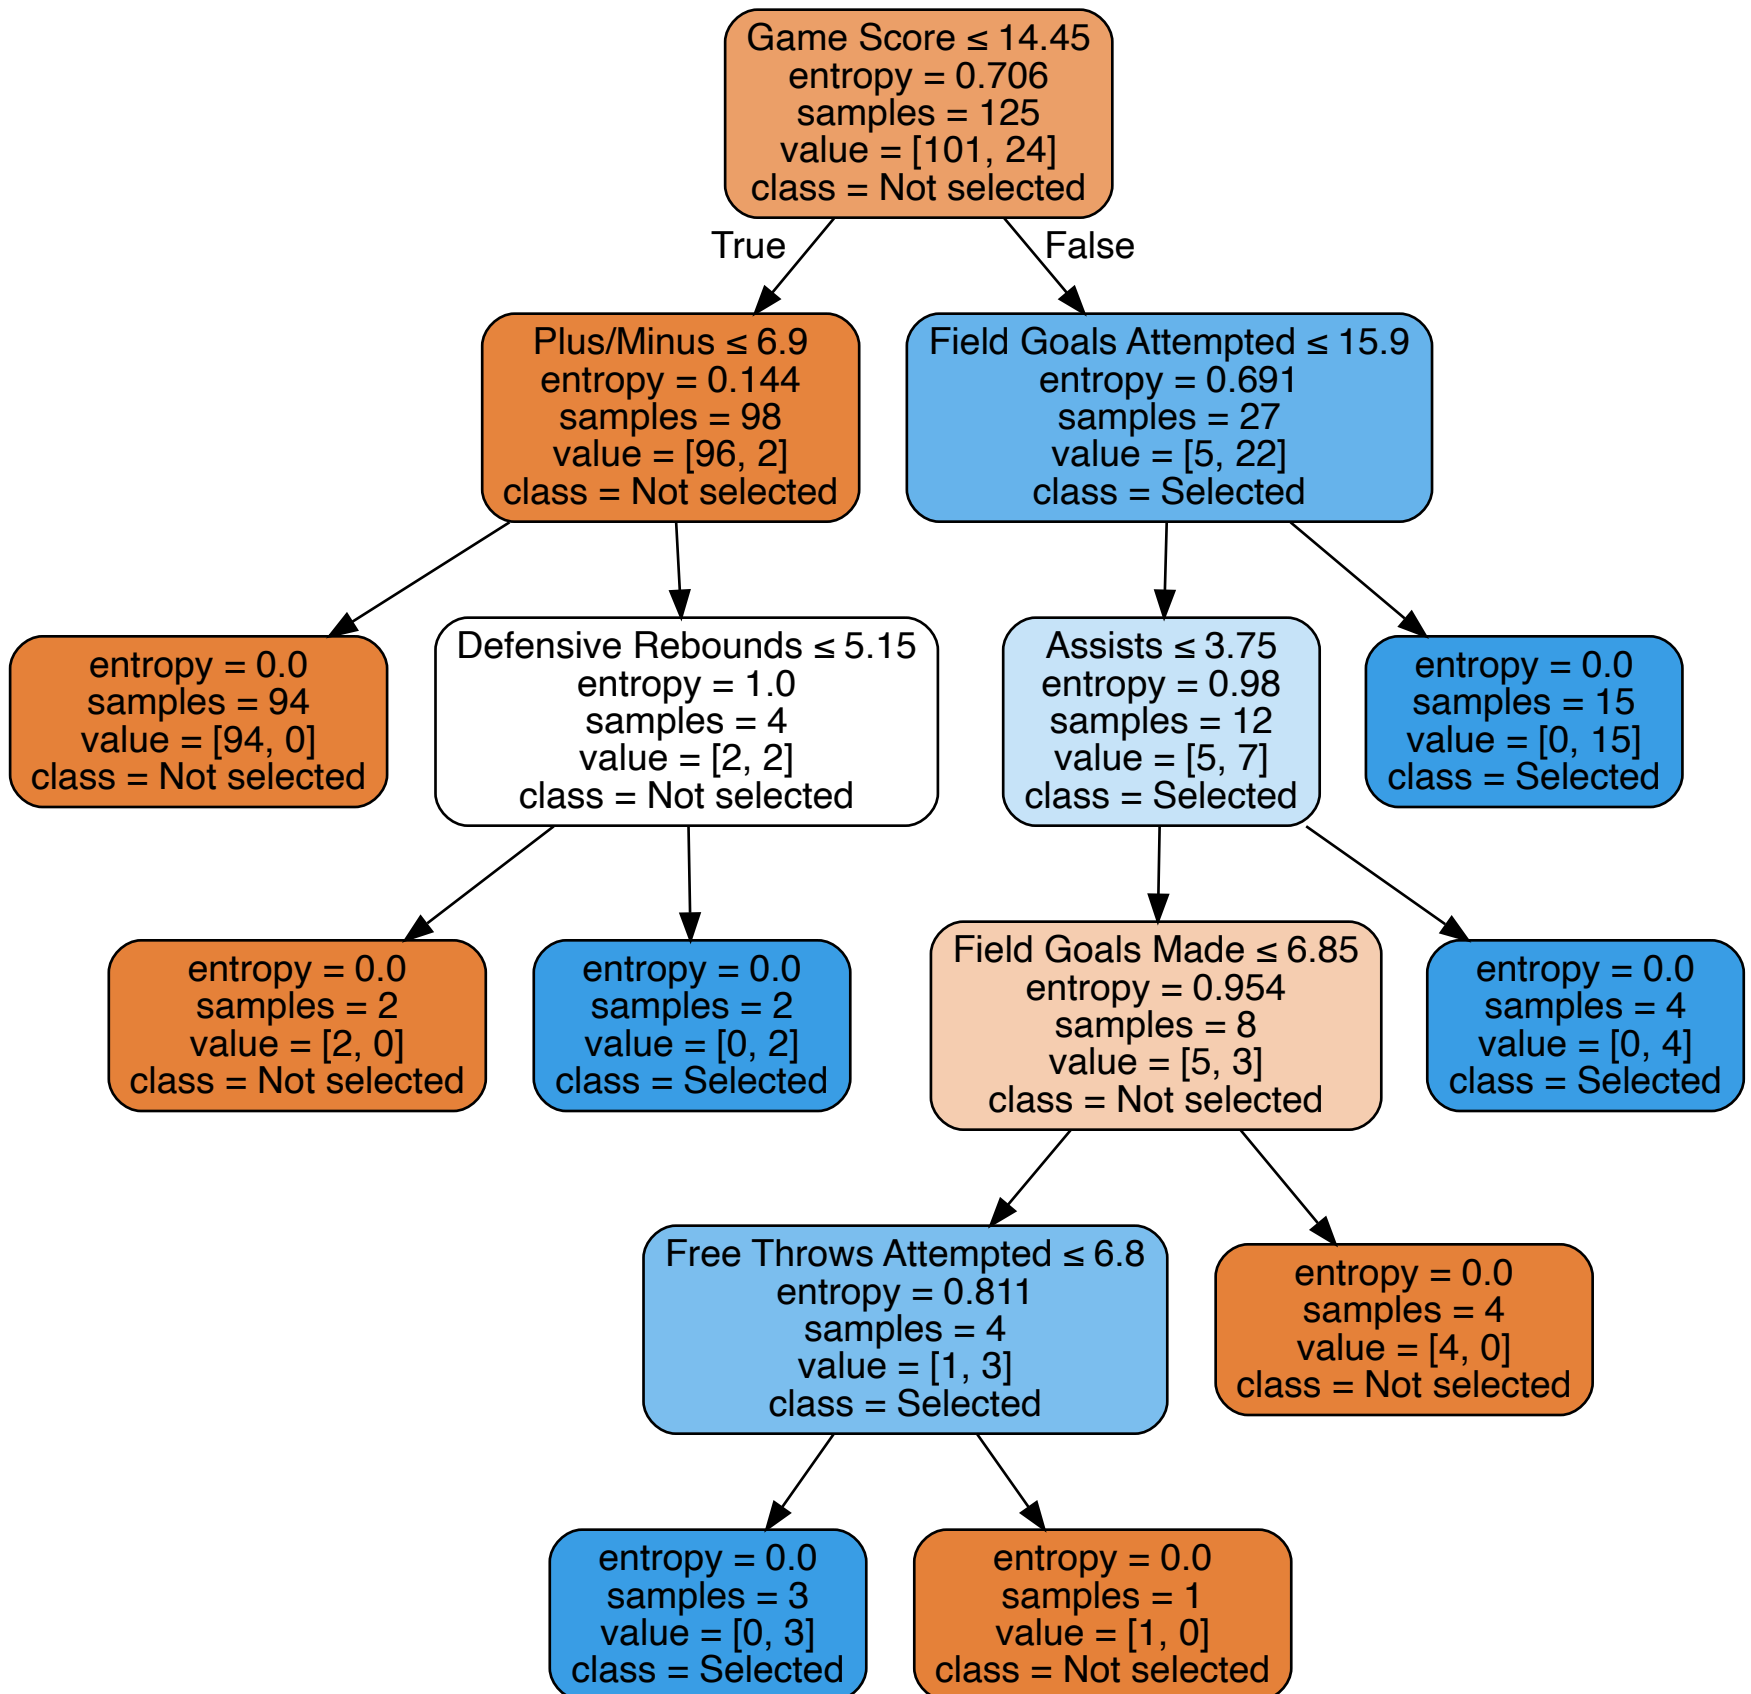 Game Score ≤ 14.45
entropy = 0.706
samples = 125
value = [101, 24]
class = Not selected
True
False
Plus/Minus ≤ 6.9
entropy = 0.144
samples = 98
value = [96, 2]
class = Not selected
Field Goals Attempted ≤ 15.9
entropy = 0.691
samples = 27
value = [5, 22]
class = Selected
entropy = 0.0
samples = 94
value = [94, 0]
class = Not selected
Defensive Rebounds ≤ 5.15
entropy = 1.0
samples = 4
value = [2, 2]
class = Not selected
Assists ≤ 3.75
entropy = 0.98
samples = 12
value = [5, 7]
class = Selected
entropy = 0.0
samples = 15
value = [0, 15]
class = Selected
entropy = 0.0
samples = 2
value = [2, 0]
class = Not selected
entropy = 0.0
samples = 2
value = [0, 2]
class = Selected
Field Goals Made ≤ 6.85
entropy = 0.954
samples = 8
value = [5, 3]
class = Not selected
entropy = 0.0
samples = 4
value = [0, 4]
class = Selected
Free Throws Attempted ≤ 6.8
entropy = 0.811
samples = 4
value = [1, 3]
class = Selected
entropy = 0.0
samples = 4
value = [4, 0]
class = Not selected
entropy = 0.0
samples = 3
value = [0, 3]
class = Selected
entropy = 0.0
samples = 1
value = [1, 0]
class = Not selected